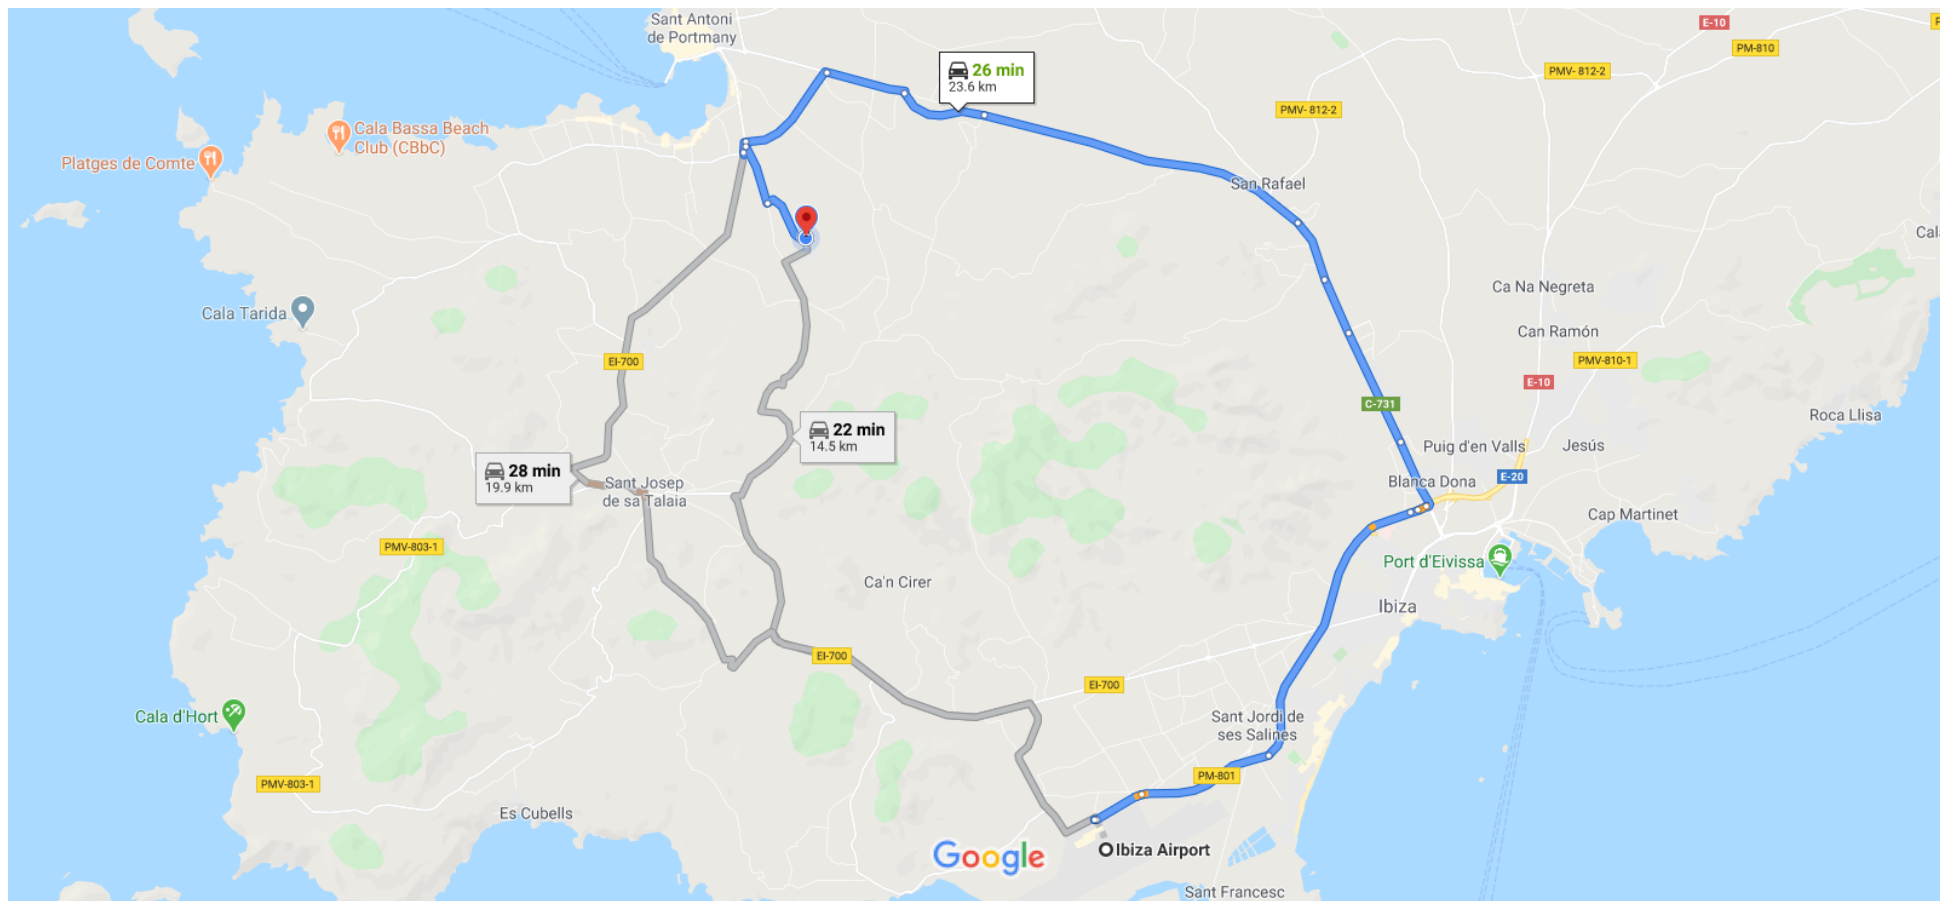 Sant Antoni
de Portmany
E-10
PM-810
26 min
23.6 km
PMV- 812-2
PMV- 812-2
Cala Bassa Beach
Club (CBbC)
Platges de Comte
San Rafael
Cal
Ca Na Negreta
Cala Tarida
Can Ramón
EI-700
PMV-810-1
E-10
C-731
Roca Llisa
22 min
14.5 km
Puig d'en Valls
Jesús
28 min
19.9 km
Sant Josep
de sa Talaia
Blanca Dona
E-20
Cap Martinet
PMV-803-1
Port d'Eivissa
Ca'n Cirer
Ibiza
EI-700
EI-700
Cala d'Hort
Sant Jordi de
ses Salines
PMV-803-1
PM-801
Es Cubells
Google
Ibiza Airport
Sant Francesc